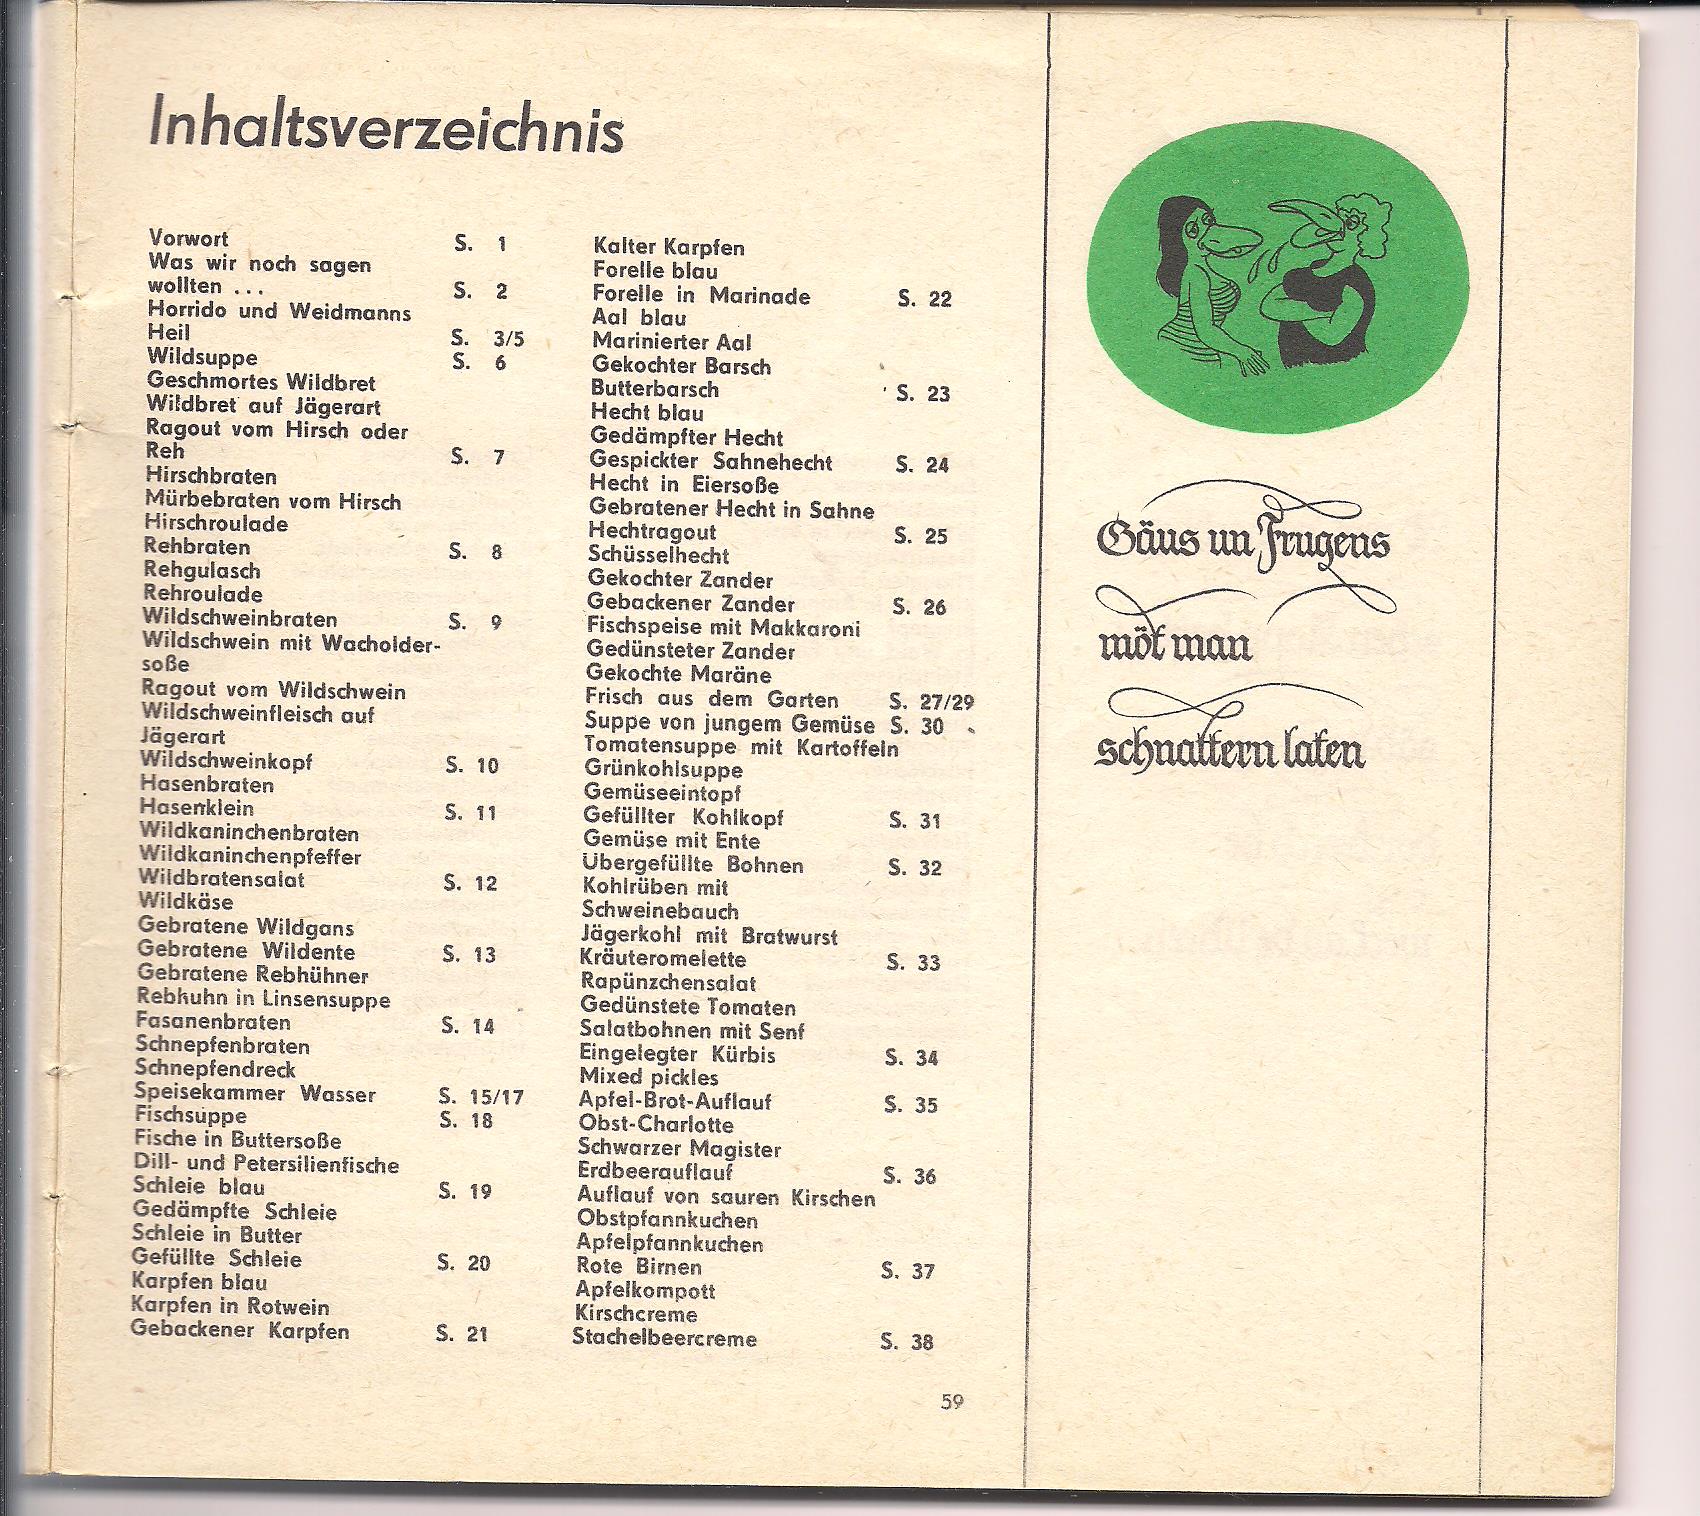 Inhaltsverzeichnis
Vorwort S. 1
Was wir noch sagen
wollten ... S. 2
Horrido und Weidmanns
Heil S. 3/5
Wildsuppe S. 6
Geschmortes Wildbret
Wildbret auf Jägerart
Ragout vom Hirsch oder
Reh S. 7
Hirschbraten
Mürbebraten vom Hirsch
Hirschroulade
Rehbraten S. 8
Rehgulasch
Rehroulade
Wildschweinbraten S. 9
Wildschwein mit Wacholder-
soße
Ragout vom Wildschwein
Wildschweinfleisch auf
Jägerart
Wildschweinkopf S. 10
Hasenbraten
Hasenklein S. 11
Wildkaninchenbraten
Wildkaninchenpfeffer
Wildbratensalat S. 12
Wildkäse
Gebratene Wildgans
Gebratene Wildente S. 13
Gebratene Rebhühner
Rebhuhn in Linsensuppe
Fasanenbraten S. 14
Schnepfenbraten
Schnepfendreck
Speisekammer Wasser S. 15/17
Fischsuppe S. 18
Fische in Buttersoße
Dill- und Petersilienfische
Schleie blau S. 19
Gedämpfte Schleie
Schleie in Butter
Gefüllte Schleie S. 20
Karpfen blau
Karpfen in Rotwein
Gebackener Karpfen S. 21
Kalter Karpfen
Forelle blau
Forelle in Marinade S. 22
Aal blau
Marinierter Aal
Gekochter Barsch
Butterbarsch S. 23
Hecht blau
Gedämpfter Hecht
Gespickter Sahnehecht S. 24
Hecht in Eiersoße
Gebratener Hecht in Sahne
Hechtragout S. 25
Schüsselhecht
Gekochter Zander
Gebackener Zander S. 26
Fischspeise mit Makkaroni
Gedünsteter Zander
Gekochte Maräne
Frisch aus dem Garten S. 27/29
Suppe von jungem Gemüse S. 30
Tomatensuppe mit Kartoffeln
Grünkohlsuppe
Gemüseeintopf
Gefüllter Kohlkopf S. 31
Gemüse mit Ente
Übergefüllte Bohnen S. 32
Kohlrüben mit
Schweinebauch
Jägerkohl mit Bratwurst
Kräuteromelette S. 33
Rapünzchensalat
Gedünstete Tomaten
Salatbohnen mit Senf
Eingelegter Kürbis S. 34
Mixed pickles
Apfel-Brot-Auflauf S. 35
Obst-Charlotte
Schwarzer Magister
Erdbeerauflauf S. 36
Auflauf von sauren Kirschen
Obstpfannkuchen
Apfelpfannkuchen
Rote Birnen S. 37
Apfelkompott
Kirschcreme
Stachelbeercreme S. 38
59
Gäus un Frugens
möt man
schnattern laten